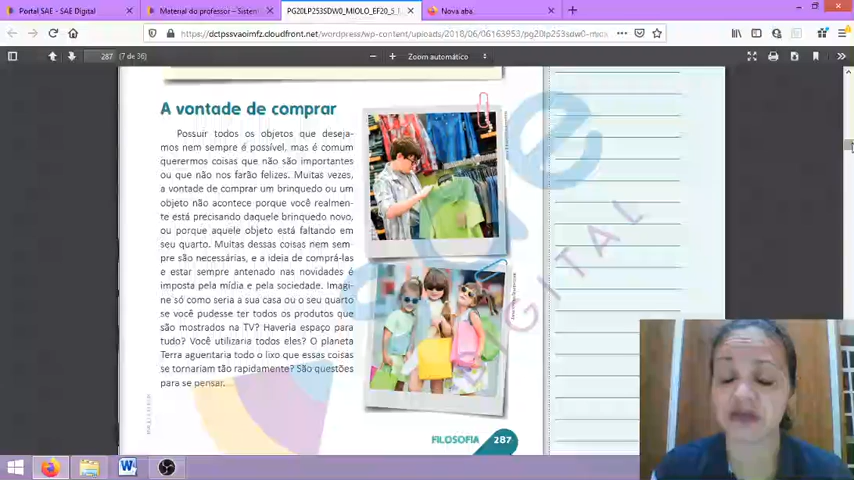 Portal SAE - SAE Digital
Material do professor – Sisten
PG20LP253SDW0_MIOLO_EF20_5_
Nova aba
https://dctpssvaoimfz.cloudfront.net/wordpress/wp-content/uploads/2018/06/06163953/pg20lp253sdw0-miol
287
(7 de 36)
Zoom automático
A vontade de comprar
Possuir todos os objetos que deseja-
mos nem sempre é possível, mas é comum
querermos coisas que não são importantes
ou que não nos farão felizes. Muitas vezes,
a vontade de comprar um brinquedo ou um
objeto não acontece porque você realmen-
te está precisando daquele brinquedo novo,
ou porque aquele objeto está faltando em
seu quarto. Muitas dessas coisas nem sem-
pre são necessárias, e a ideia de comprá-las
e estar sempre antenado nas novidades é
imposta pela mídia e pela sociedade. Imagi-
ne só como seria a sua casa ou o seu quarto
se você pudesse ter todos os produtos que
são mostrados na TV? Haveria espaço para
tudo? Você utilizaria todos eles? O planeta
Terra aguentaria todo o lixo que essas coisas
se tornariam tão rapidamente? São questões
para se pensar.
DIGITAL
FILOSOFIA
287